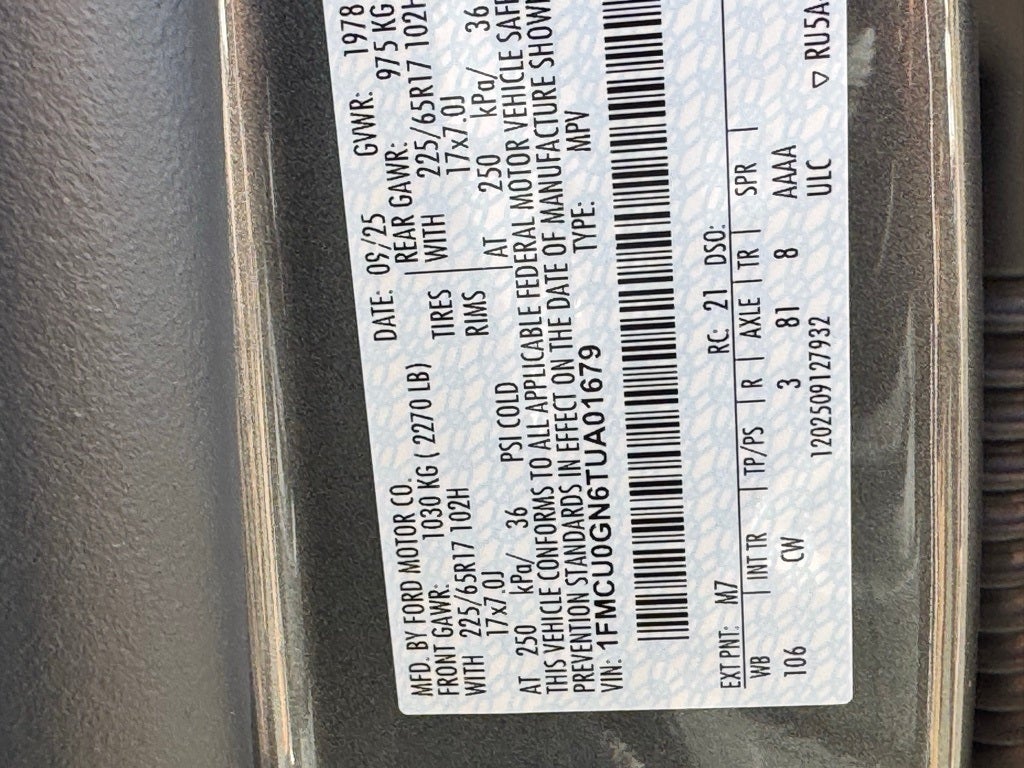 MFD. BY FORD MOTOR CO. DATE: 09/25 GVWR: 1978
FRONT GAWR: 1030 KG ( 2270 LB) REAR GAWR: 975 KG
WITH 225/65R17 102H TIRES WITH 225/65R17 102H
17x7.0J RIMS 17x7.0J
AT 250 kPa/ 36 PSI COLD AT 250 kPa/ 36
THIS VEHICLE CONFORMS TO ALL APPLICABLE FEDERAL MOTOR VEHICLE
PREVENTION STANDARDS IN EFFECT ON THE DATE OF MANUFACTURE SHOWN
VIN: 1FMCU0GN6TUA01679 TYPE: MPV
EXT PNT: M7 RC: 21 DSO:
WB | INT TR | TP/PS | R | AXLE | TR | SPR |
106 CW 3 81 8 AAAA
1202509127932 ULC ▽ RU5A